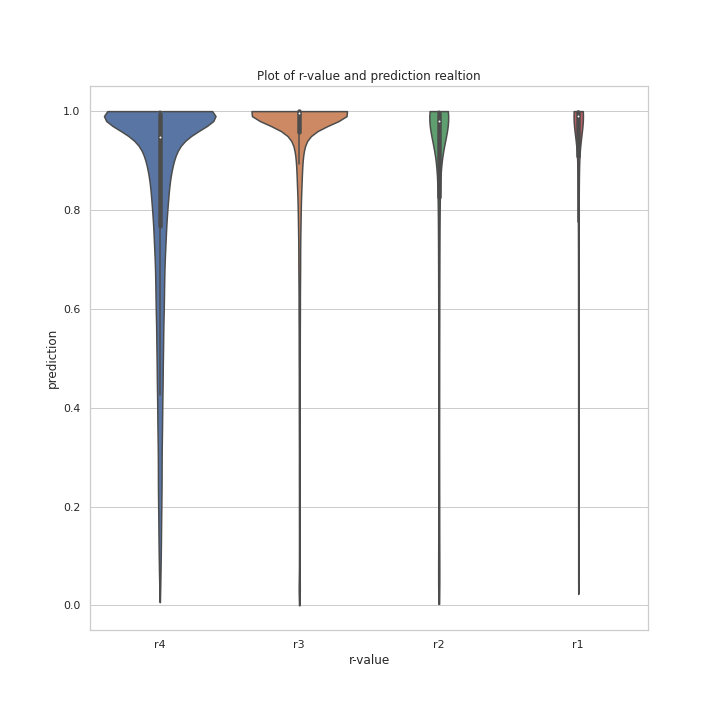 Plot of r-value and prediction realtion
1.0
0.8
0.6
0.4
0.2
0.0
prediction
r4 r3 r2 r1
r-value